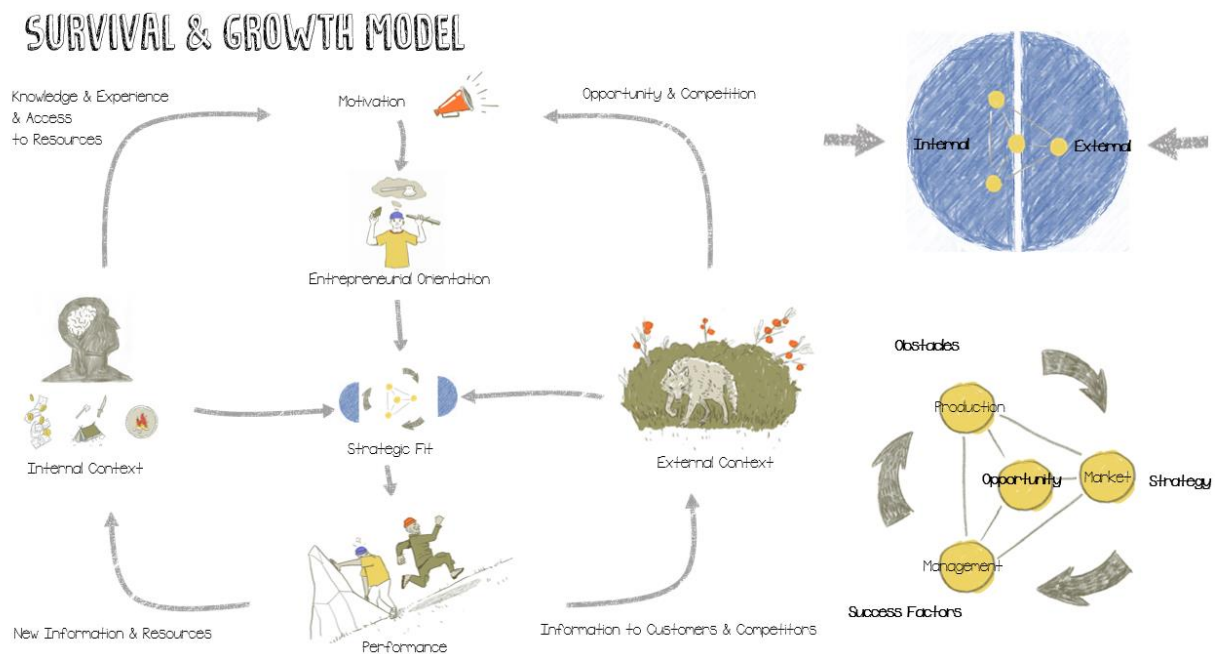 SURVIVAL & GROWTH MODEL
Knowledge & Experience
& Access
to Resources
Motivation
Opportunity & Competition
Internal
External
Entrepreneurial Orientation
Internal Context
Strategic Fit
External Context
Obstacles
Production
Opportunity
Market
Strategy
Management
Success Factors
New Information & Resources
Performance
Information to Customers & Competitors